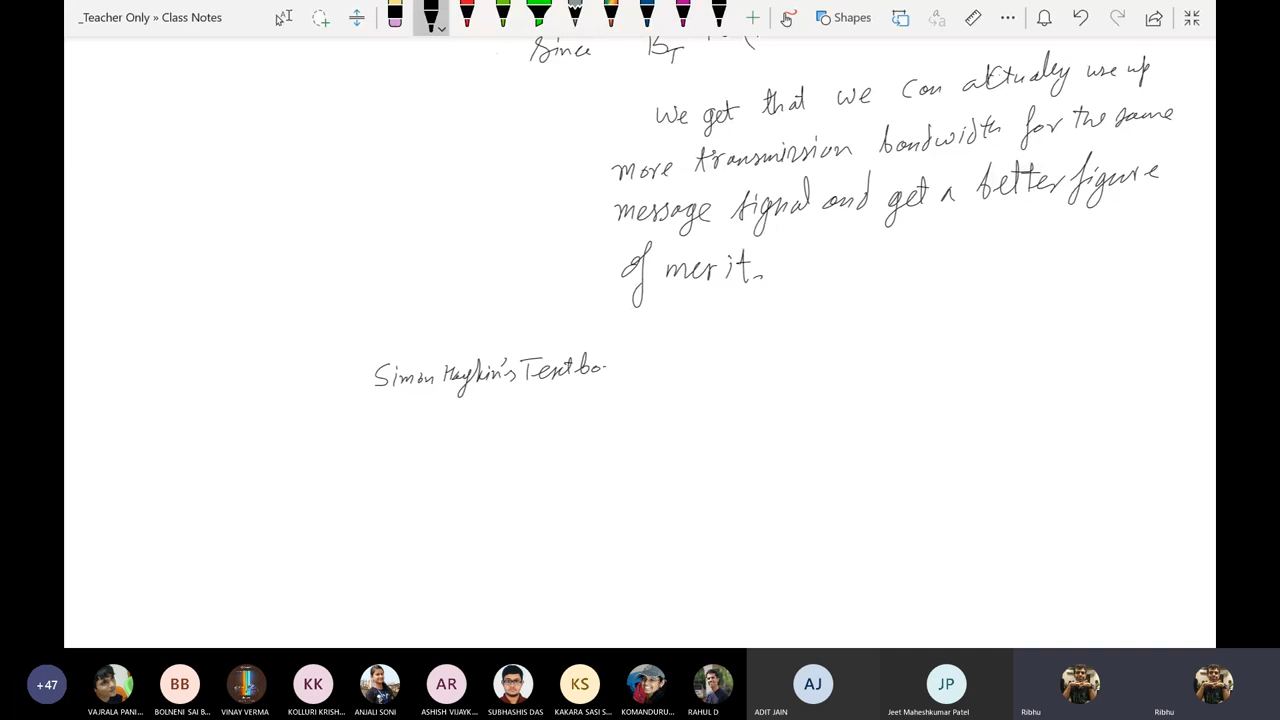 _Teacher Only » Class Notes
Shapes
Since B_T
We get that we can actually use up
more transmission bandwidth for the same
message signal and get a better figure
of merit.
Simon Haykin's Textbo
+47
BB
KK
AR
KS
AJ
JP
VAJRALA PANI...
BOLNENI SAI B...
VINAY VERMA
KOLLURI KRISH...
ANJALI SONI
ASHISH VIJAYK...
SUBHASHIS DAS
KAKARA SASI S...
KOMANDURU...
RAHUL D
ADIT JAIN
Jeet Maheshkumar Patel
Ribhu
Ribhu